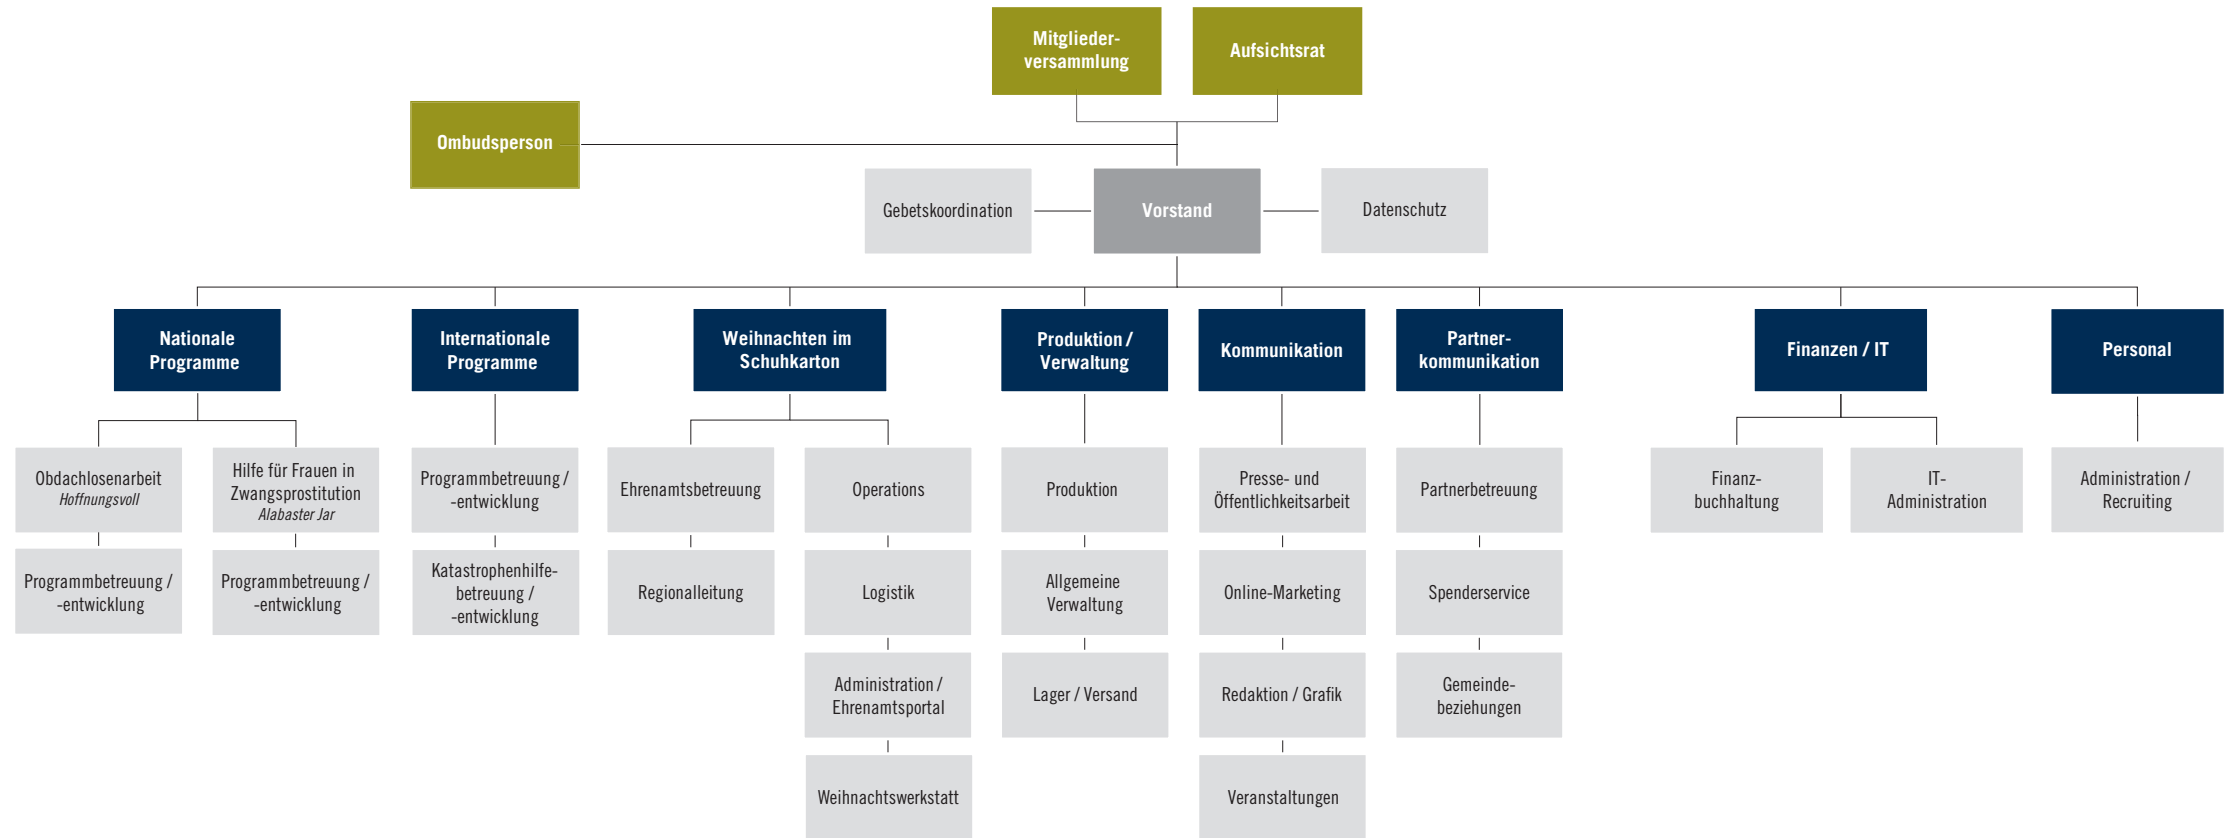 Mitglieder-
versammlung
Aufsichtsrat
Ombudsperson
Gebetskoordination
Vorstand
Datenschutz
Nationale
Programme
Internationale
Programme
Weihnachten im
Schuhkarton
Produktion /
Verwaltung
Kommunikation
Partner-
kommunikation
Finanzen / IT
Personal
Obdachlosenarbeit
Hoffnungsvoll
Hilfe für Frauen in
Zwangsprostitution
Alabaster Jar
Programmbetreuung /
-entwicklung
Ehrenamtsbetreuung
Operations
Produktion
Presse- und
Öffentlichkeitsarbeit
Partnerbetreuung
Finanz-
buchhaltung
IT-
Administration
Administration /
Recruiting
Programmbetreuung /
-entwicklung
Programmbetreuung /
-entwicklung
Katastrophenhilfe-
betreuung /
-entwicklung
Regionalleitung
Logistik
Allgemeine
Verwaltung
Online-Marketing
Spenderservice
Administration /
Ehrenamtsportal
Lager / Versand
Redaktion / Grafik
Gemeinde-
beziehungen
Weihnachtswerkstatt
Veranstaltungen